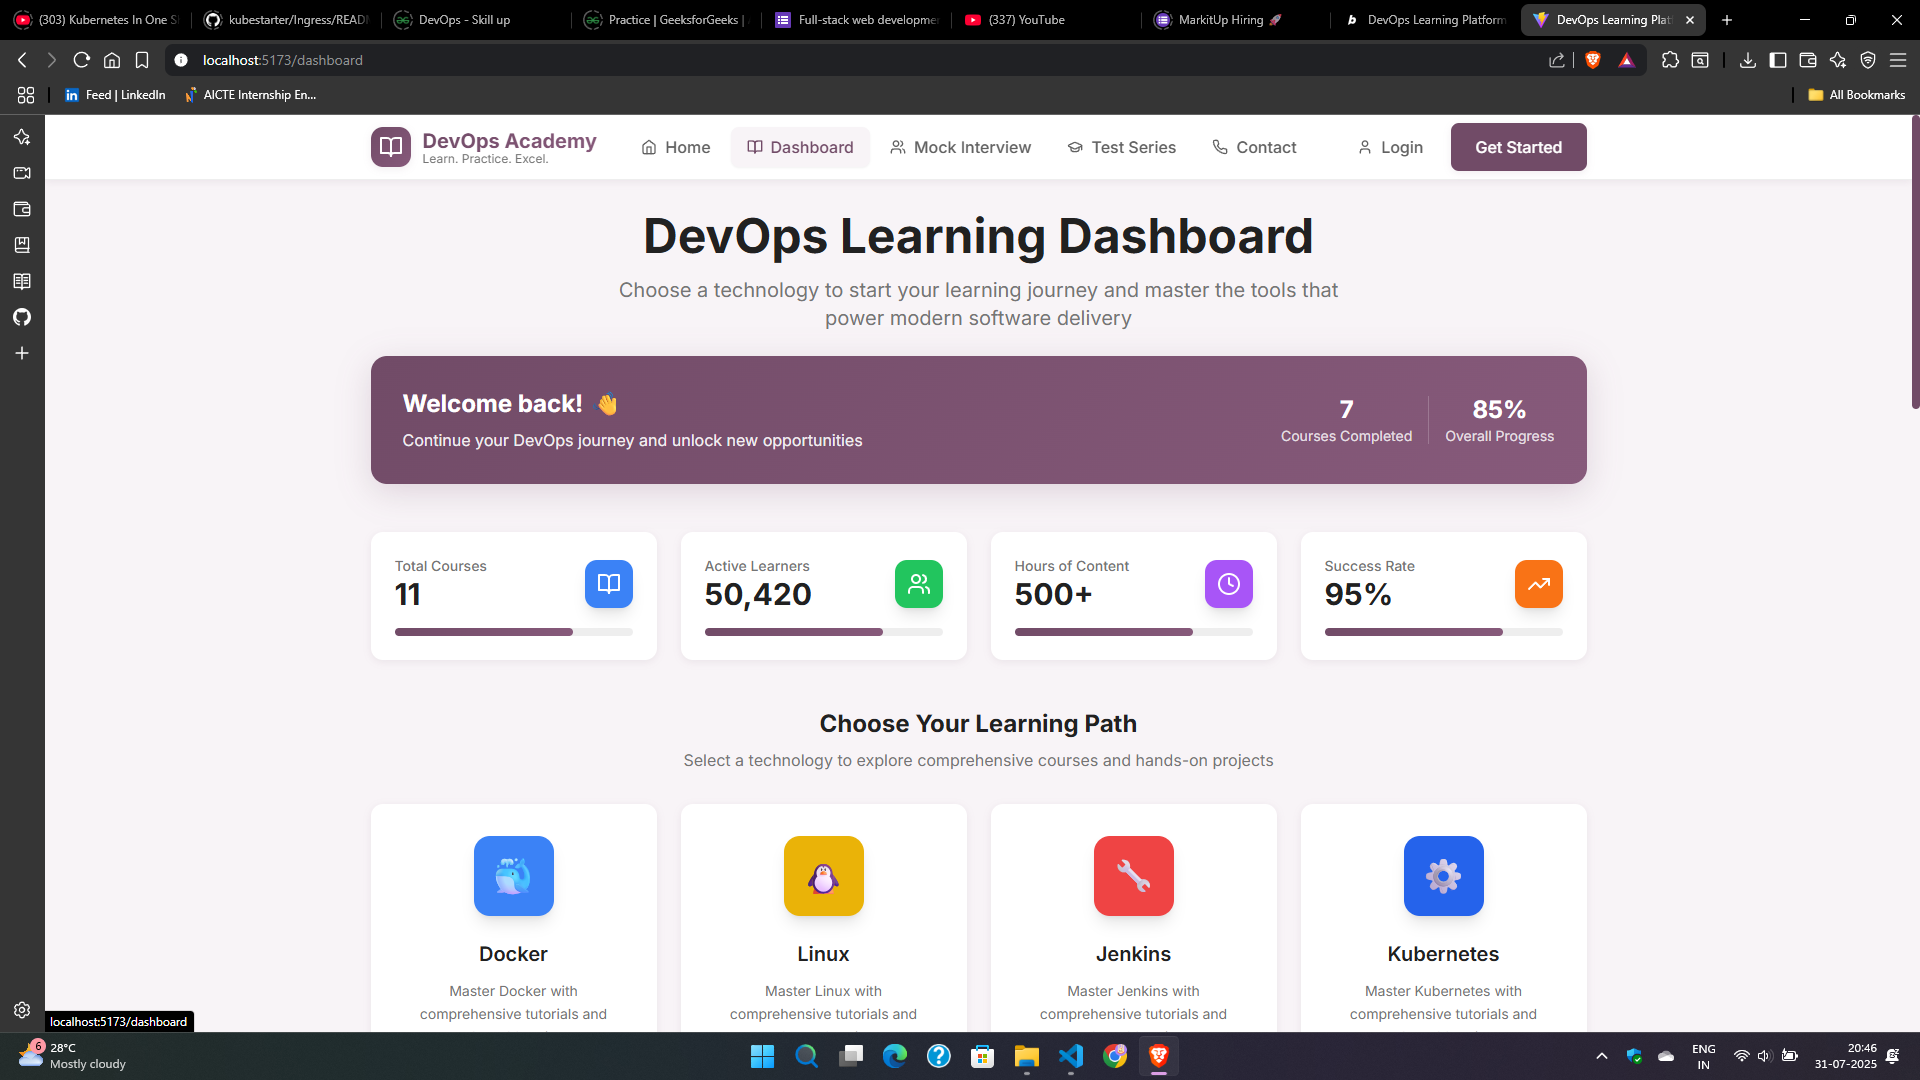 (303) Kubernetes In One S
kubestarter/Ingress/READ
DevOps - Skill up
Practice | GeeksforGeeks |
Full-stack web developme
(337) YouTube
MarkitUp Hiring 🚀
DevOps Learning Platform
DevOps Learning Plat
localhost:5173/dashboard
Feed | LinkedIn
AICTE Internship En...
All Bookmarks
DevOps Academy
Learn. Practice. Excel.
Home
Dashboard
Mock Interview
Test Series
Contact
Login
Get Started
DevOps Learning Dashboard
Choose a technology to start your learning journey and master the tools that
power modern software delivery
Welcome back! 👋
Continue your DevOps journey and unlock new opportunities
7
Courses Completed
85%
Overall Progress
Total Courses
11
Active Learners
50,420
Hours of Content
500+
Success Rate
95%
Choose Your Learning Path
Select a technology to explore comprehensive courses and hands-on projects
Docker
Master Docker with
comprehensive tutorials and
Linux
Master Linux with
comprehensive tutorials and
Jenkins
Master Jenkins with
comprehensive tutorials and
Kubernetes
Master Kubernetes with
comprehensive tutorials and
localhost:5173/dashboard
6
28°C
Mostly cloudy
ENG
IN
20:46
31-07-2025